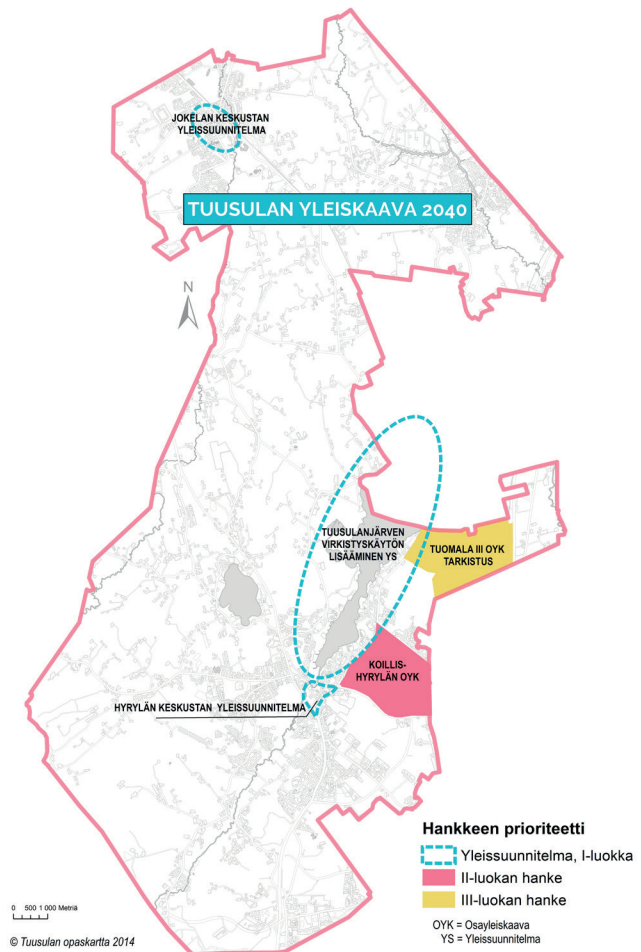 JOKELAN KESKUSTAN
YLEISSUUNNITELMA
TUUSULAN YLEISKAAVA 2040
N
TUUSULANJÄRVEN
VIRKISTYSKÄYTÖN
LISÄÄMINEN YS
TUOMALA III OYK
TARKISTUS
KOILLIS-
HYRYLÄN OYK
HYRYLÄN KESKUSTAN YLEISSUUNNITELMA
Hankkeen prioriteetti
Yleissuunnitelma, I-luokka
II-luokan hanke
III-luokan hanke
OYK = Osayleiskaava
YS = Yleissuunnitelma
0 500 1 000 Metriä
© Tuusulan opaskartta 2014